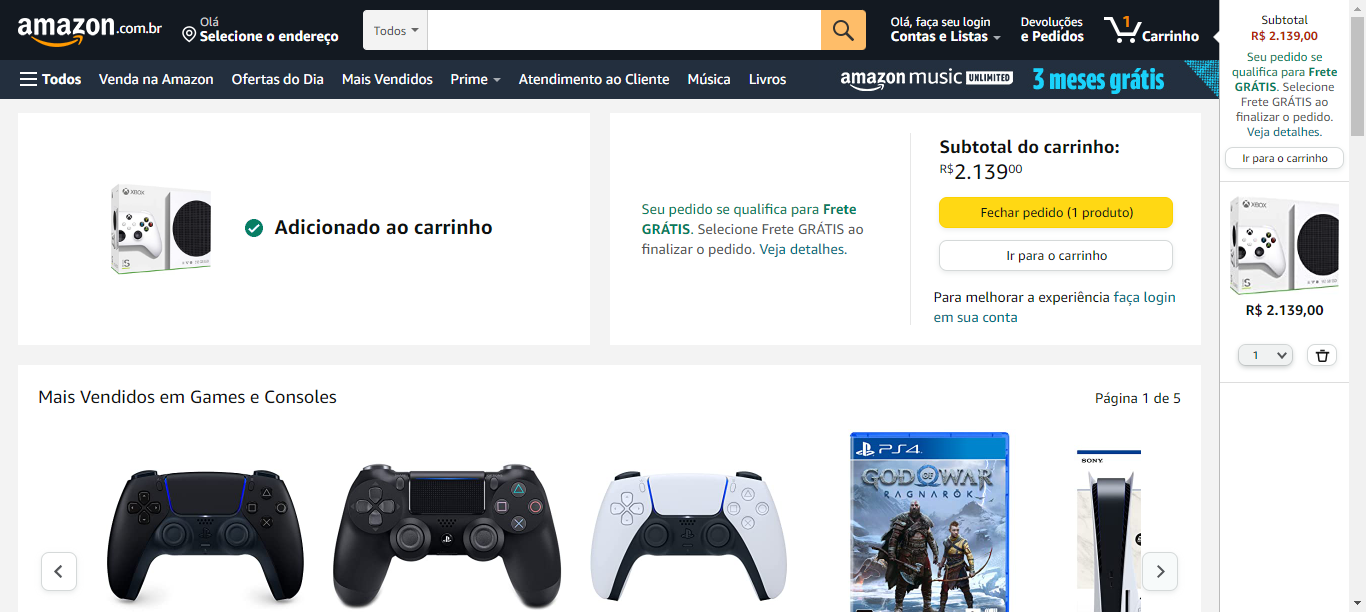 amazon.com.br
Olá
Selecione o endereço
Todos
Olá, faça seu login
Contas e Listas
Devoluções
e Pedidos
1
Carrinho
Todos
Venda na Amazon
Ofertas do Dia
Mais Vendidos
Prime
Atendimento ao Cliente
Música
Livros
amazon music UNLIMITED
3 meses grátis
XBOX
S
Adicionado ao carrinho
Seu pedido se qualifica para Frete
GRÁTIS. Selecione Frete GRÁTIS ao
finalizar o pedido. Veja detalhes.
Subtotal do carrinho:
R$2.13900
Fechar pedido (1 produto)
Ir para o carrinho
Para melhorar a experiência faça login
em sua conta
Mais Vendidos em Games e Consoles
Página 1 de 5
PS4
GOD OF WAR
RAGNARÖK
SONY
Subtotal
R$ 2.139,00
Seu pedido se
qualifica para Frete
GRÁTIS. Selecione
Frete GRÁTIS ao
finalizar o pedido.
Veja detalhes.
Ir para o carrinho
XBOX
S
R$ 2.139,00
1